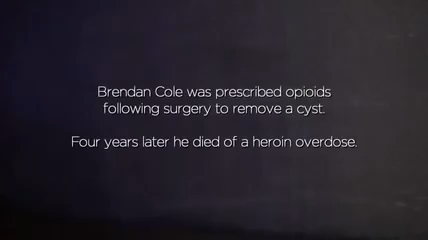 Brendan Cole was prescribed opioids
following surgery to remove a cyst.
Four years later he died of a heroin overdose.